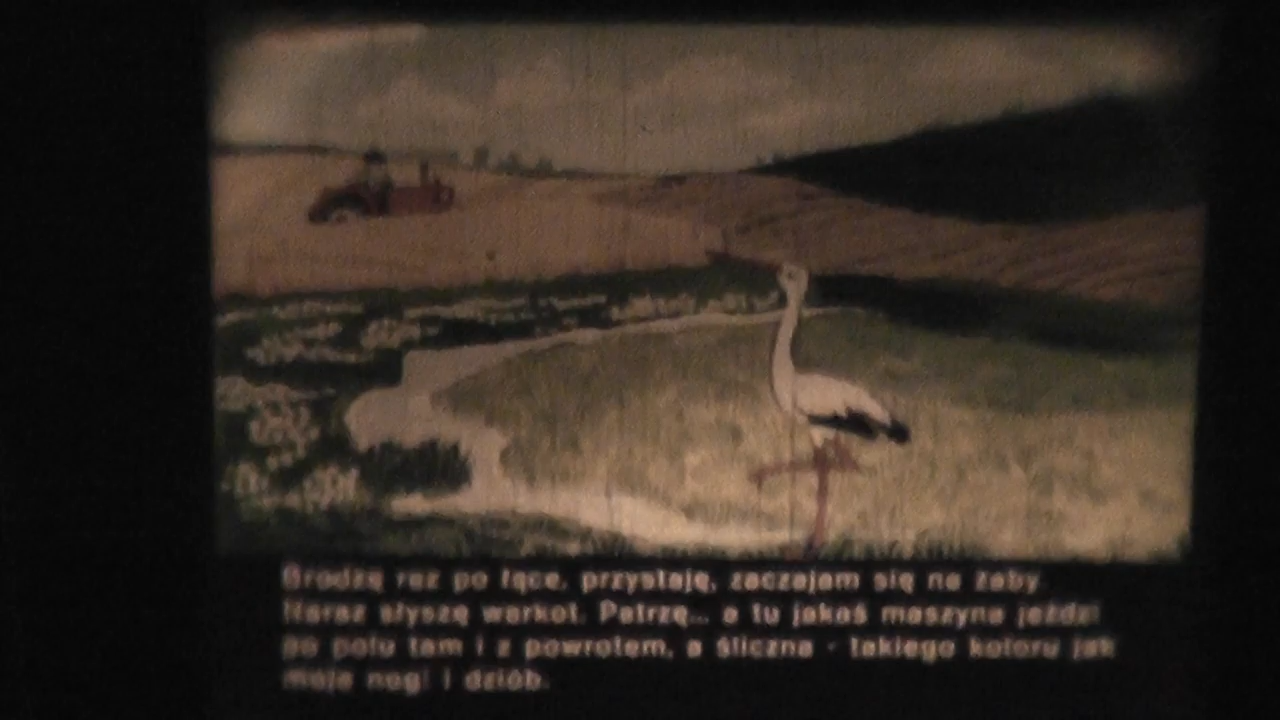 Brodzę raz po łące, przystaję, zaczajam się na żaby.
Naraz słyszę warkot. Patrzę... a tu jakaś maszyna jeździ
po polu tam i z powrotem, a śliczna - takiego koloru jak
moje nogi i dziób.